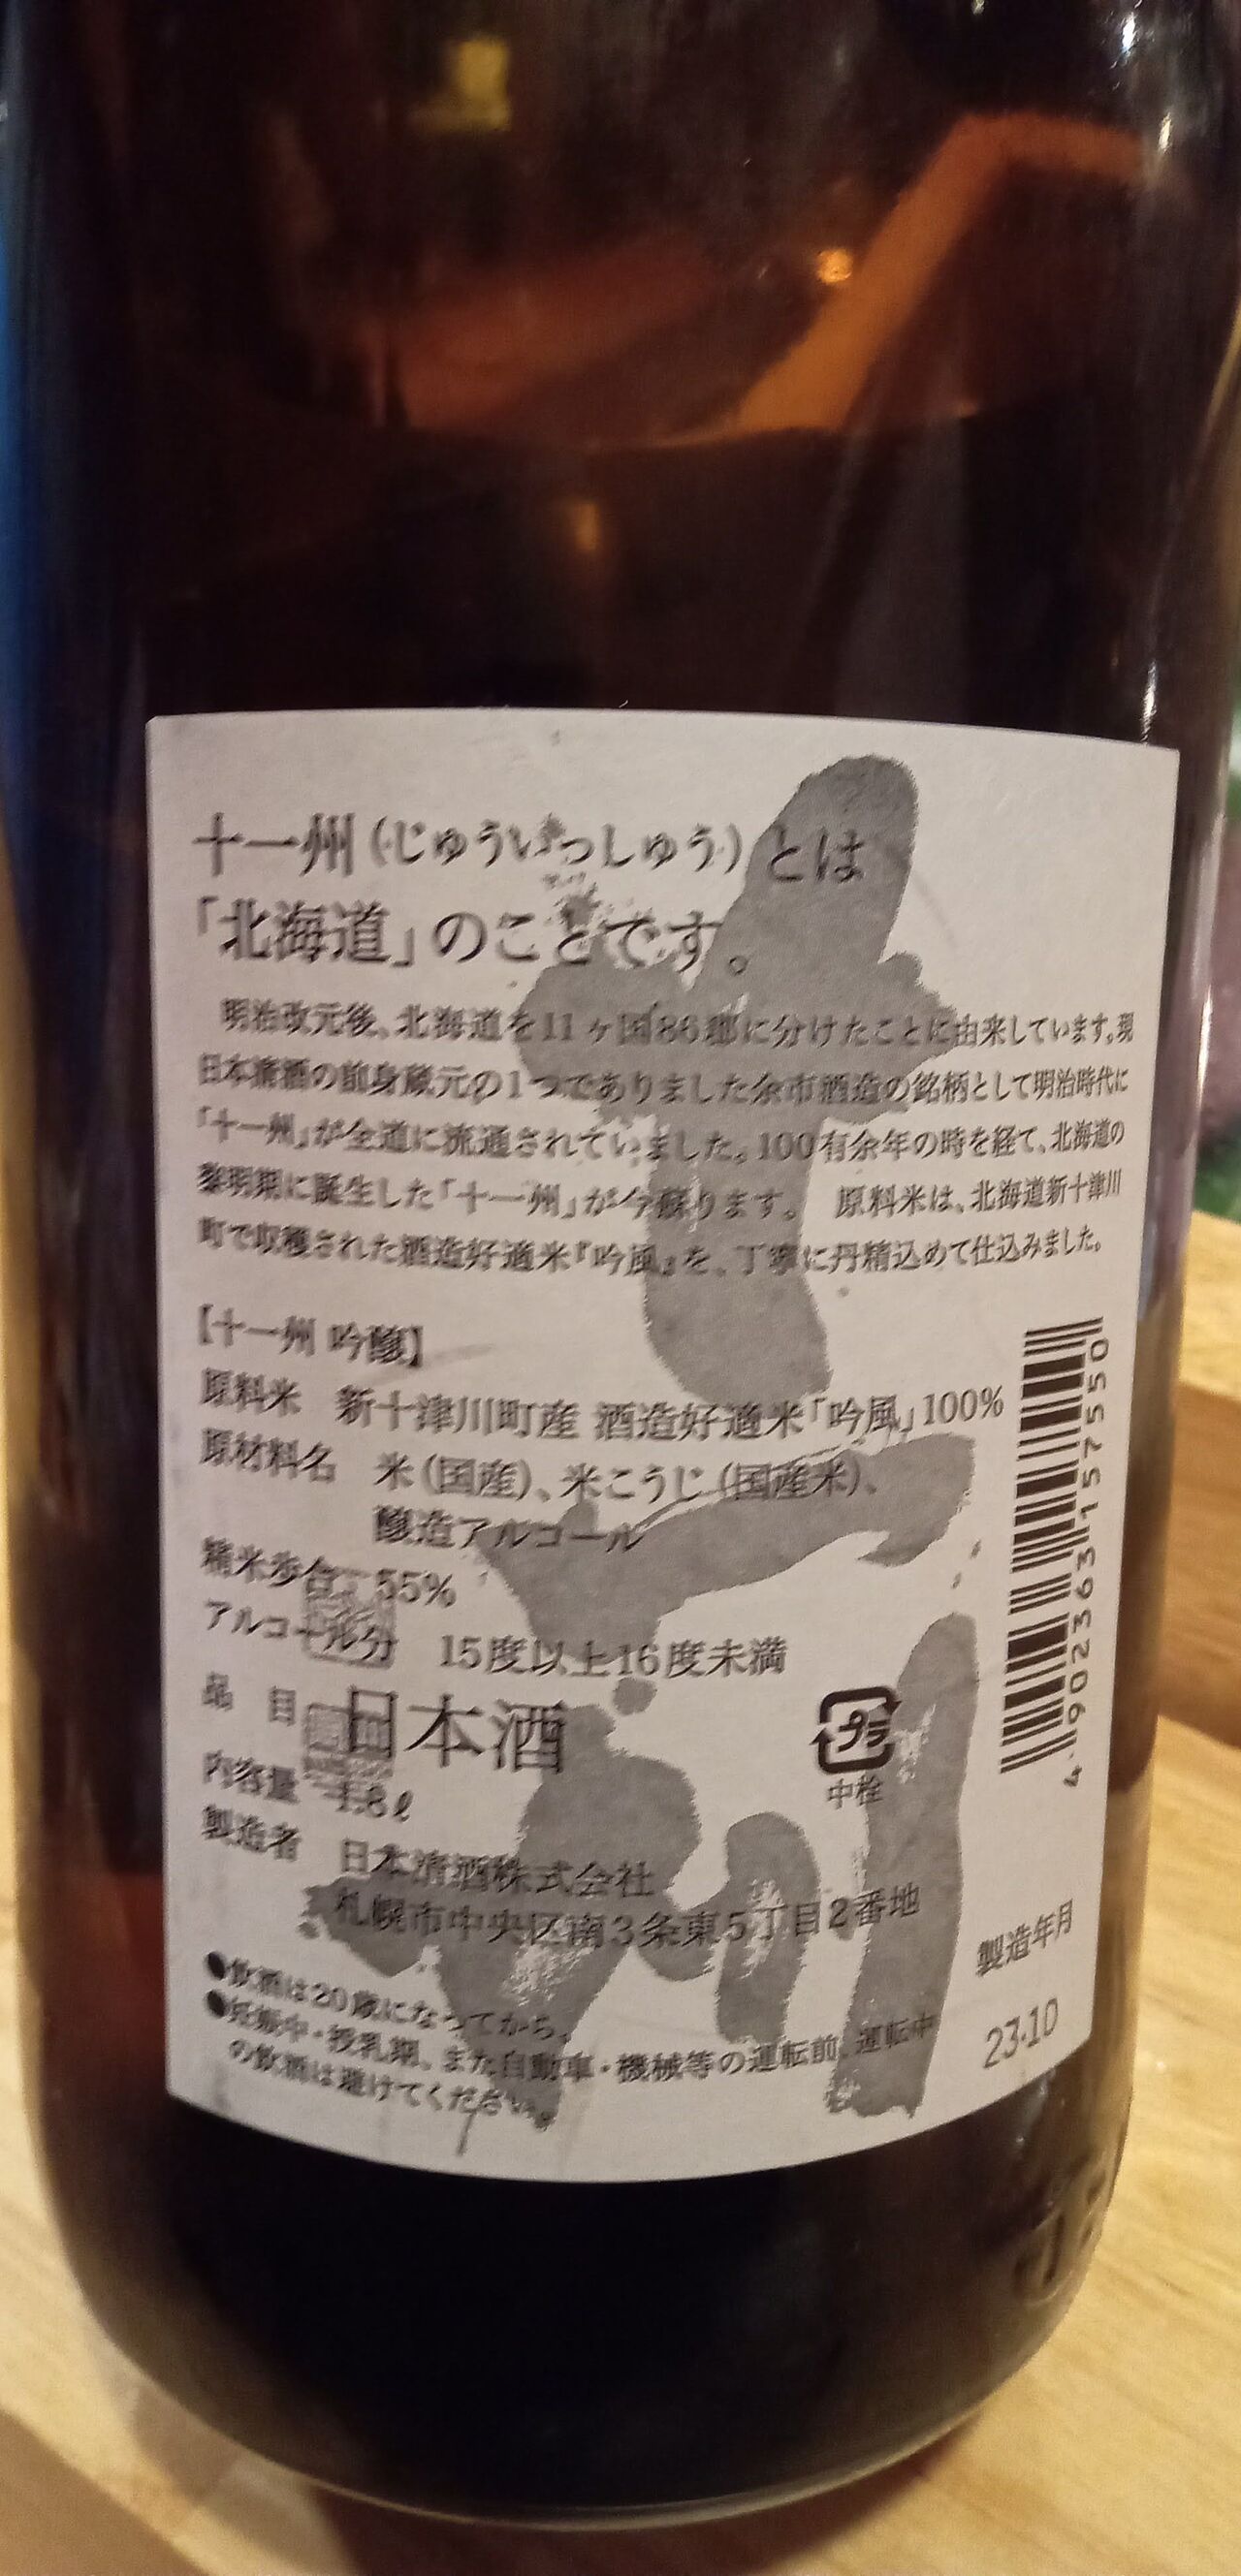 十一州(じゅういっしゅう)とは
「北海道」のことです。
明治改元後、北海道を11ヶ国86郡に分けたことに由来しています。現
日本清酒の前身蔵元の1つでありました余市酒造の銘柄として明治時代に
「十一州」が全道に流通されていました。100有余年の時を経て、北海道の
黎明期に誕生した「十一州」が今蘇ります。 原料米は、北海道新十津川
町で収穫された酒造好適米『吟風』を、丁寧に丹精込めて仕込みました。
【十一州 吟醸】
原料米 新十津川町産 酒造好適米「吟風」100%
原材料名 米(国産)、米こうじ(国産米)、
醸造アルコール
精米歩合 55%
アルコール分 15度以上16度未満
品目 日本酒
内容量 1.8ℓ
製造者 日本清酒株式会社
札幌市中央区南3条東5丁目2番地
●飲酒は20歳になってから。
●妊娠中・授乳期、また自動車・機械等の運転前、運転中
の飲酒は避けてください。
プラ
中栓
4 902363 157550
製造年月
23.10
十一州